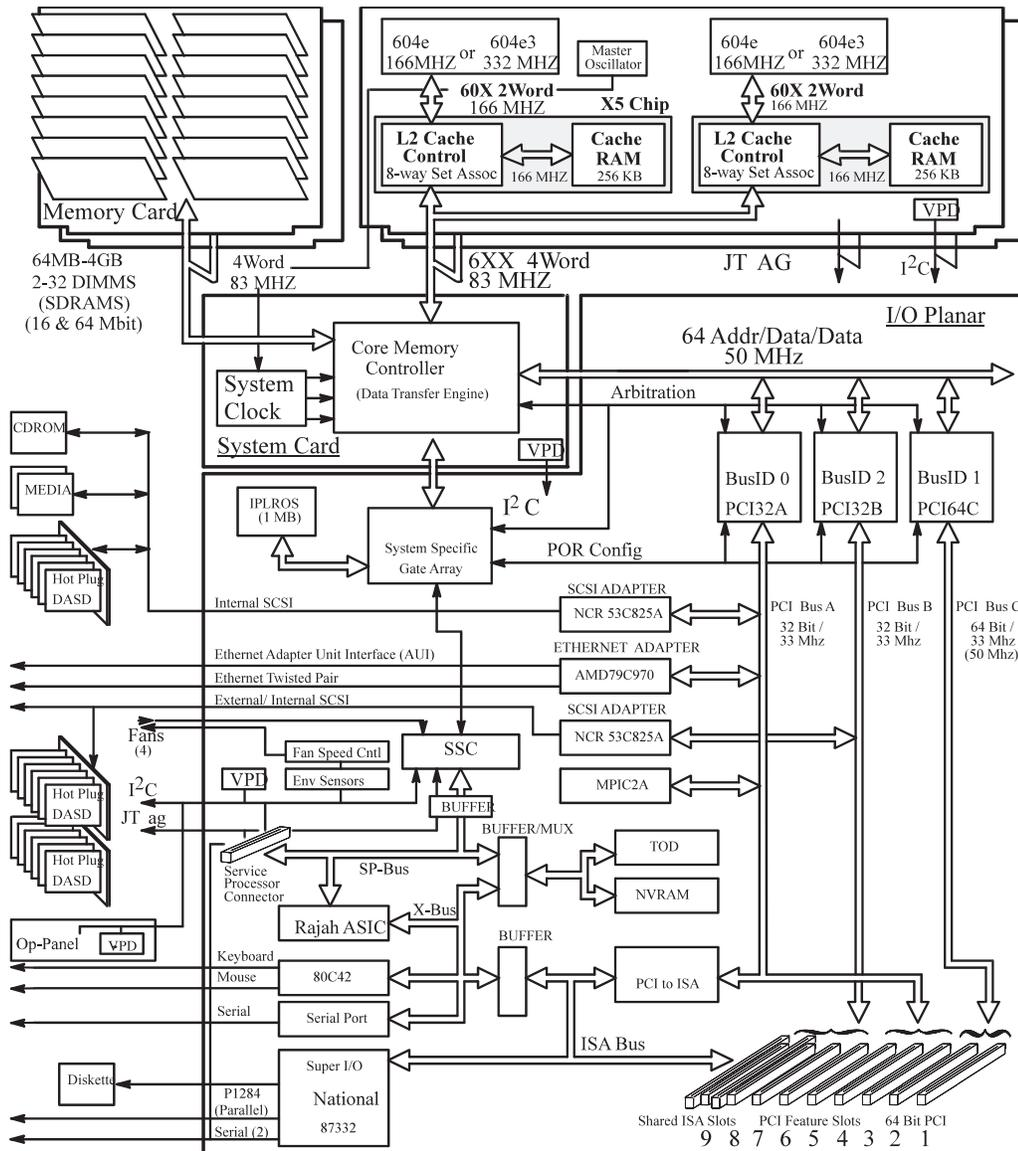 604e
166MHZ or 604e3
332 MHZ
Master
Oscillator
604e
166MHZ or 604e3
332 MHZ
60X 2Word
166 MHZ
X5 Chip
60X 2Word
166 MHZ
L2 Cache
Control
8-way Set Assoc
166 MHZ
Cache
RAM
256 KB
L2 Cache
Control
8-way Set Assoc
166 MHZ
Cache
RAM
256 KB
Memory Card
VPD
64MB-4GB
2-32 DIMMS
(SDRAMS)
(16 & 64 Mbit)
4Word
83 MHZ
6XX 4Word
83 MHZ
JT AG
I2C
I/O Planar
64 Addr/Data/Data
50 MHz
Core Memory
Controller
(Data Transfer Engine)
System
Clock
System Card
Arbitration
VPD
I2 C
CDROM
MEDIA
Hot Plug
DASD
BusID 0
PCI32A
BusID 2
PCI32B
BusID 1
PCI64C
IPLROS
(1 MB)
System Specific
Gate Array
POR Config
Internal SCSI
SCSI ADAPTER
NCR 53C825A
PCI Bus A
32 Bit /
33 Mhz
PCI Bus B
32 Bit /
33 Mhz
PCI Bus C
64 Bit /
33 Mhz
(50 Mhz)
Ethernet Adapter Unit Interface (AUI)
ETHERNET ADAPTER
Ethernet Twisted Pair
AMD79C970
External/ Internal SCSI
SCSI ADAPTER
NCR 53C825A
Fans
(4)
Fan Speed Cntl
SSC
Hot Plug
DASD
I2C
VPD
Env Sensors
MPIC2A
BUFFER
JT ag
Hot Plug
DASD
BUFFER/MUX
Service
Processor
Connector
SP-Bus
TOD
NVRAM
X-Bus
Rajah ASIC
Op-Panel
VPD
BUFFER
Keyboard
Mouse
80C42
PCI to ISA
Serial
Serial Port
ISA Bus
Super I/O
National
87332
Diskette
P1284
(Parallel)
Serial (2)
Shared ISA Slots
PCI Feature Slots
64 Bit PCI
9 8 7 6 5 4 3 2 1